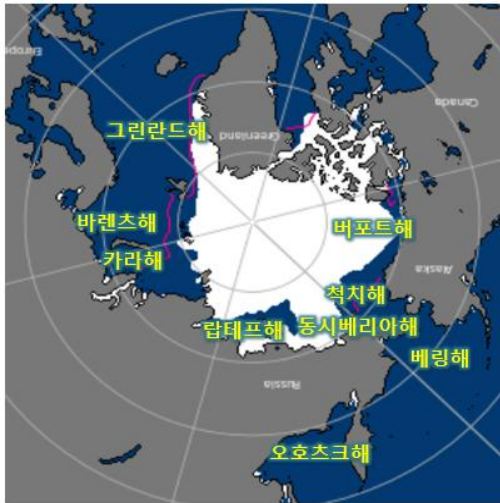 Europe
Canada
Greenland
그린란드해
바렌츠해
카라해
버포트해
Alaska
척치해
랍테프해
동시베리아해
베링해
Russia
오호츠크해